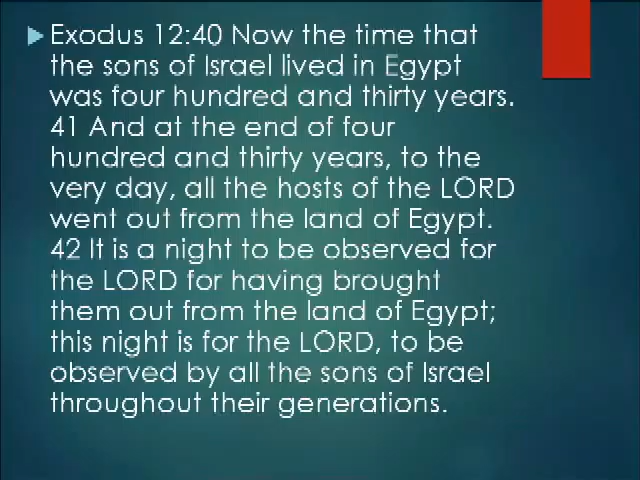 Exodus 12:40 Now the time that
the sons of Israel lived in Egypt
was four hundred and thirty years.
41 And at the end of four
hundred and thirty years, to the
very day, all the hosts of the LORD
went out from the land of Egypt.
42 It is a night to be observed for
the LORD for having brought
them out from the land of Egypt;
this night is for the LORD, to be
observed by all the sons of Israel
throughout their generations.